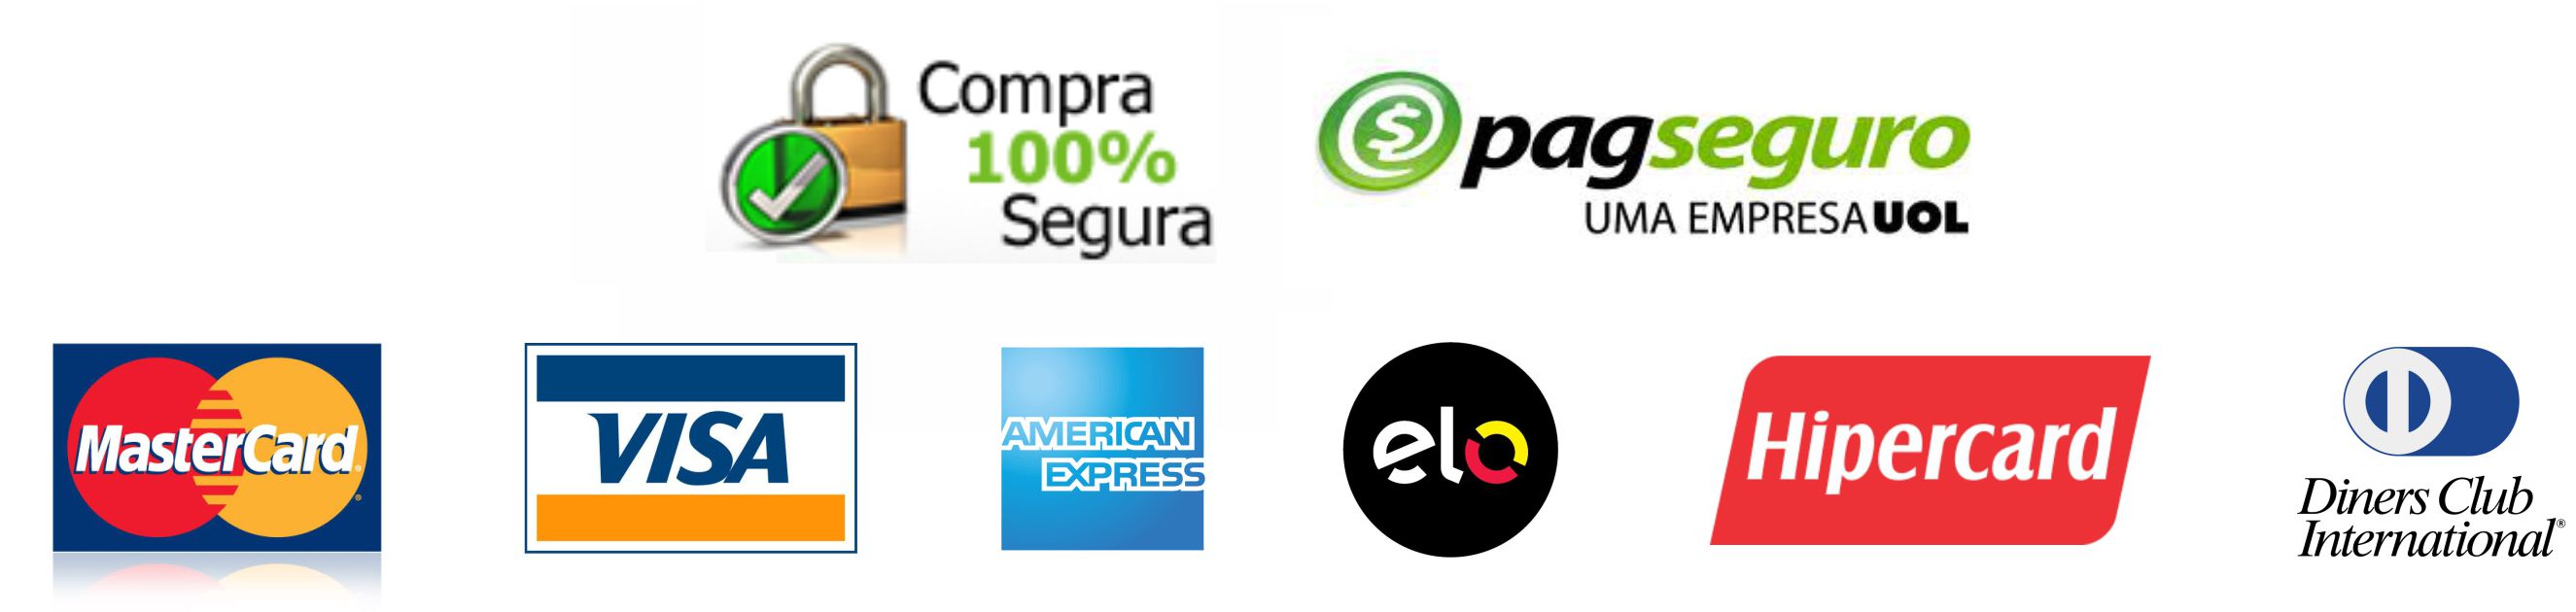 Compra
100%
Segura
pagseguro
UMA EMPRESA UOL
MasterCard
VISA
AMERICAN
EXPRESS
elo
Hipercard
Diners Club
International®